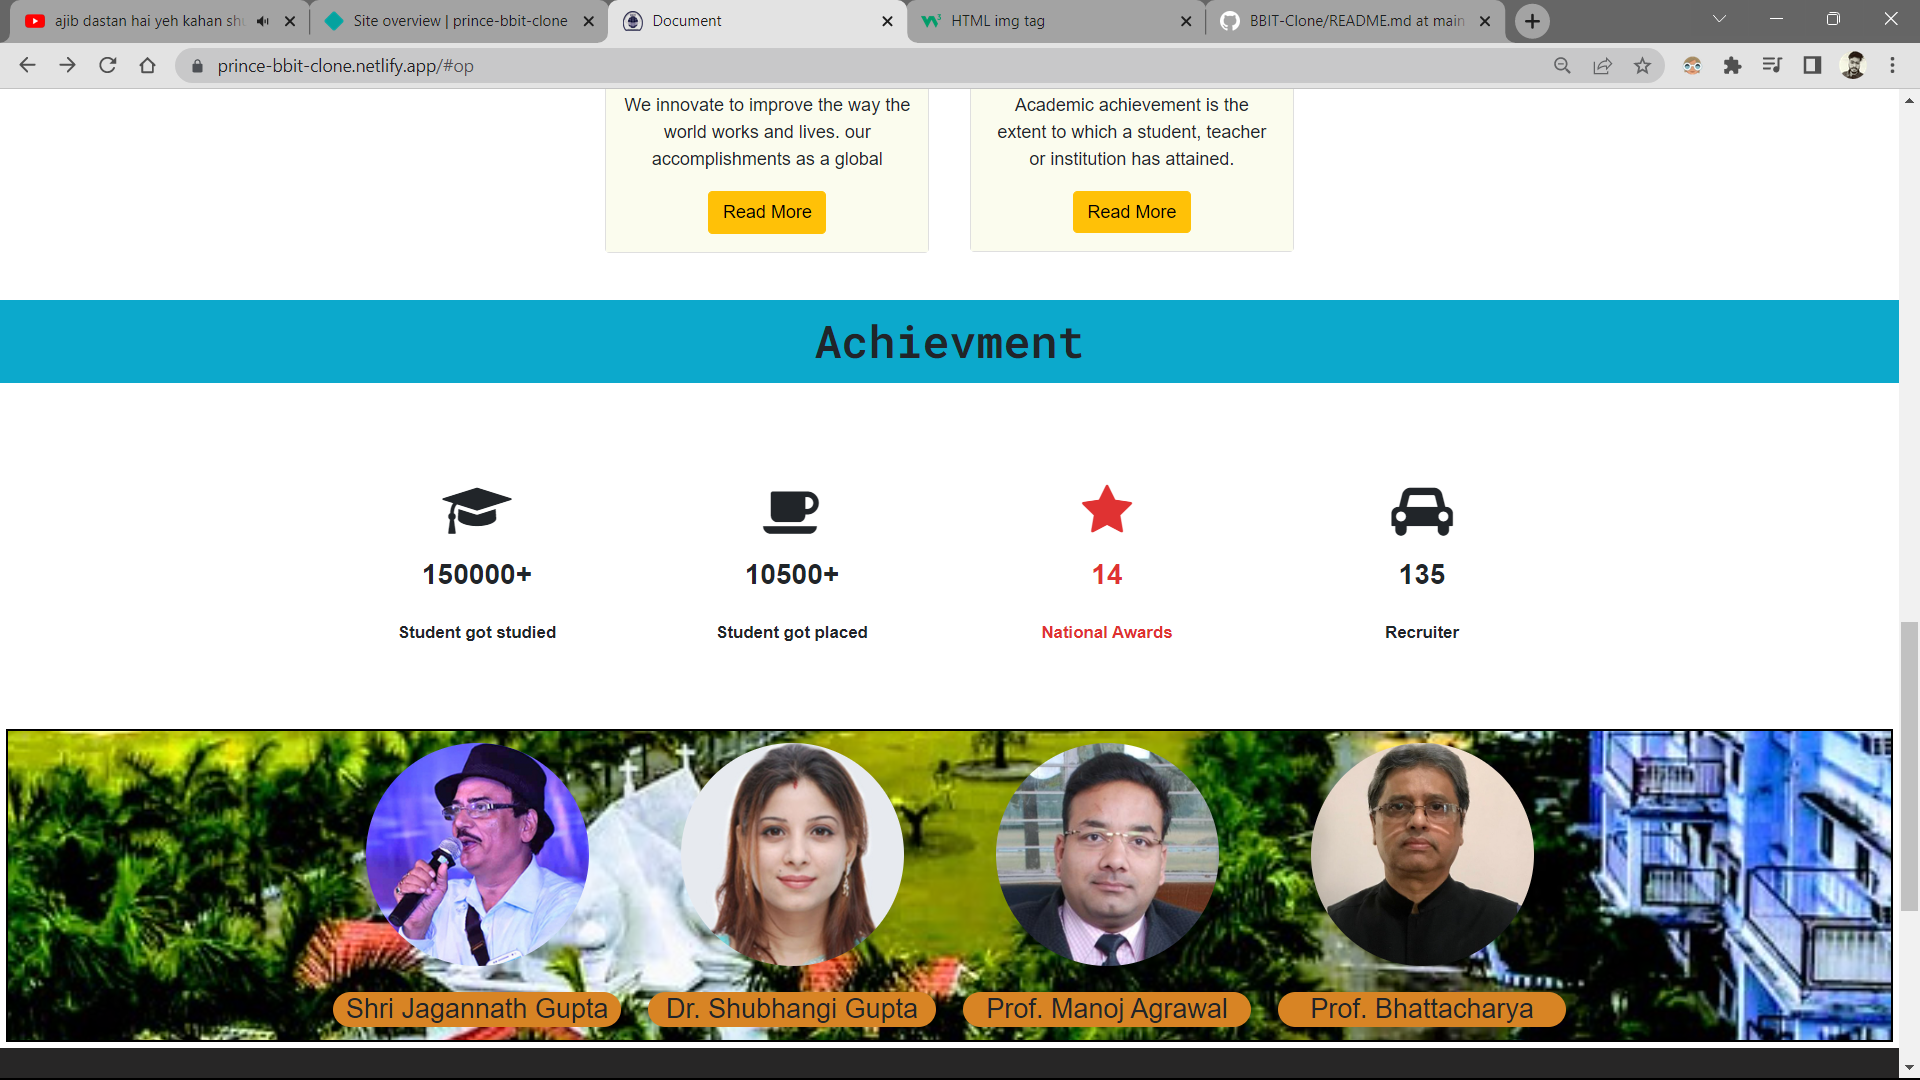 ajib dastan hai yeh kahan sh
Site overview | prince-bbit-clone
Document
HTML img tag
BBIT-Clone/README.md at main
prince-bbit-clone.netlify.app/#op
We innovate to improve the way the
world works and lives. our
accomplishments as a global
Read More
Academic achievement is the
extent to which a student, teacher
or institution has attained.
Read More
Achievment
150000+
10500+
14
135
Student got studied
Student got placed
National Awards
Recruiter
Shri Jagannath Gupta
Dr. Shubhangi Gupta
Prof. Manoj Agrawal
Prof. Bhattacharya